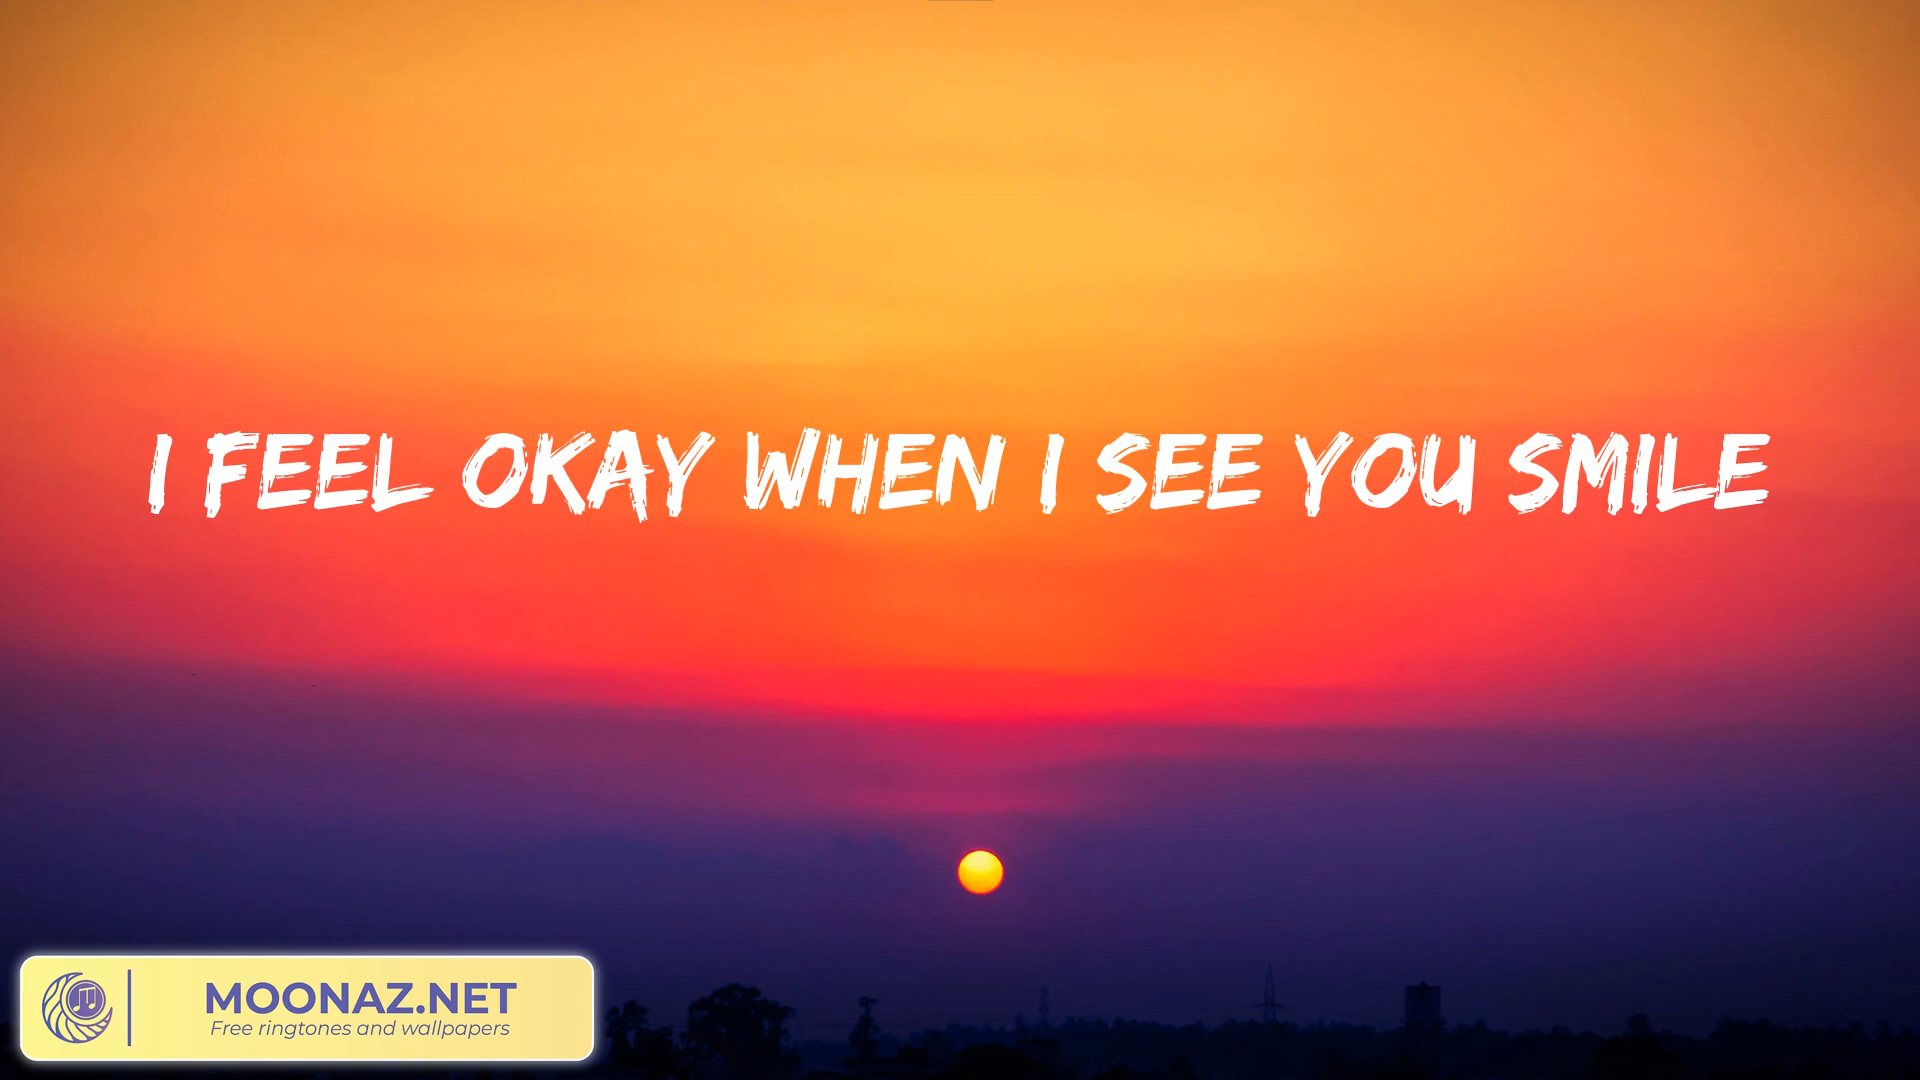 I FEEL OKAY WHEN I SEE YOU SMILE
MOONAZ.NET
Free ringtones and wallpapers